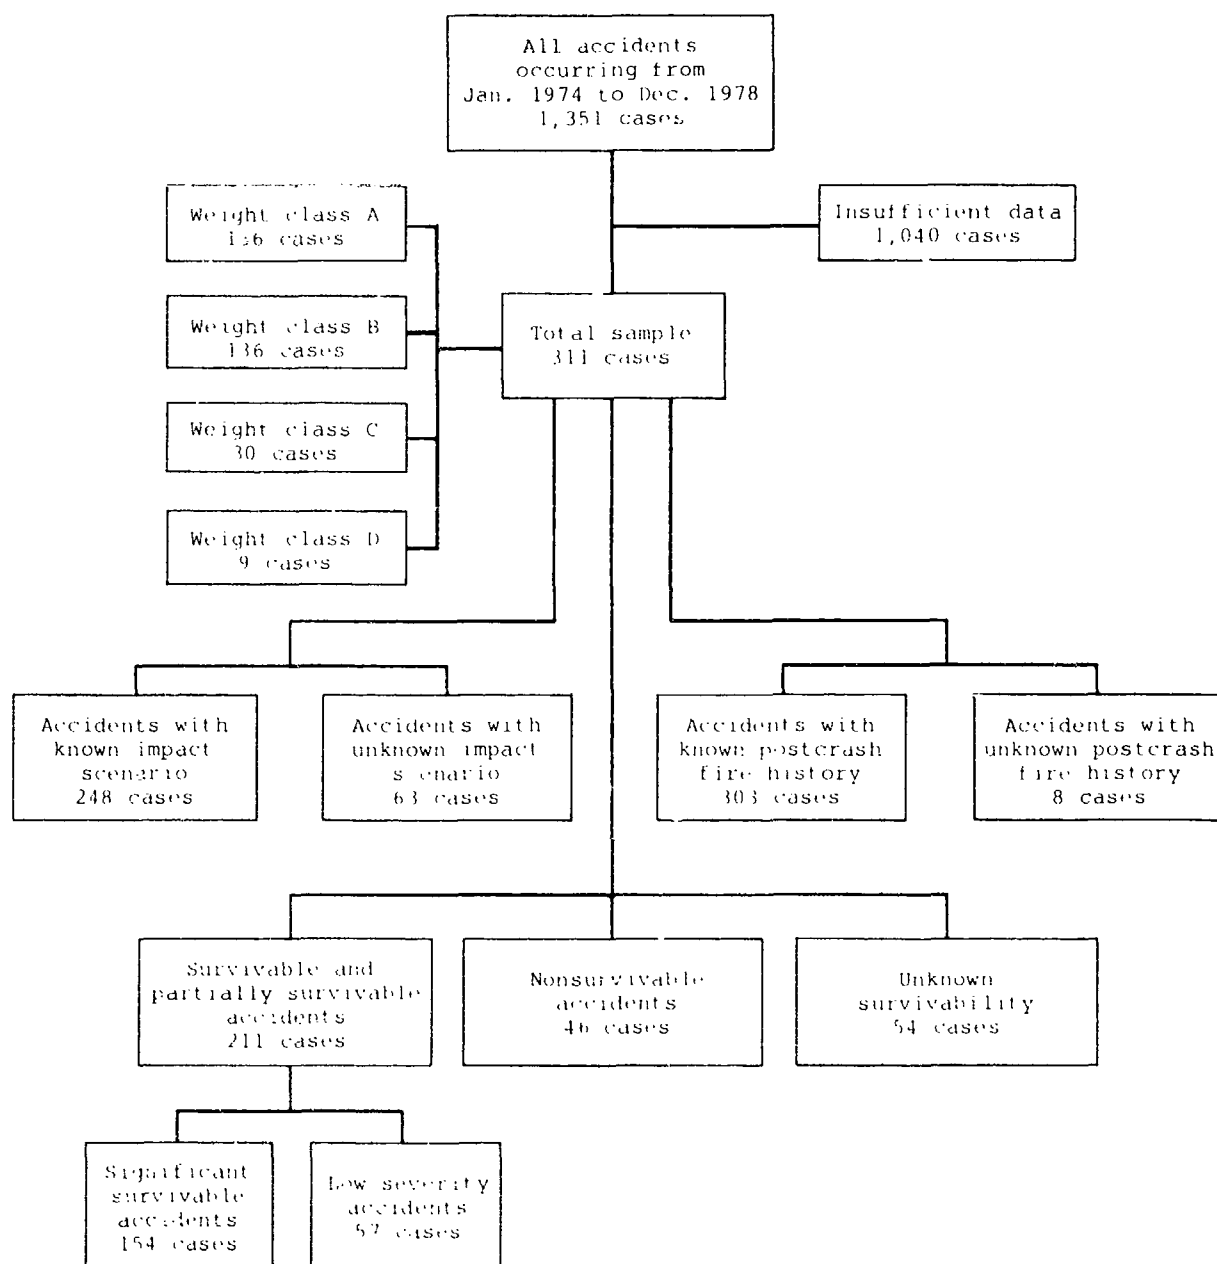 All accidents
occurring from
Jan. 1974 to Dec. 1978
1,351 cases
Weight class A
136 cases
Insufficient data
1,040 cases
Weight class B
136 cases
Total sample
311 cases
Weight class C
30 cases
Weight class D
9 cases
Accidents with
known impact
scenario
248 cases
Accidents with
unknown impact
scenario
63 cases
Accidents with
known postcrash
fire history
303 cases
Accidents with
unknown postcrash
fire history
8 cases
Survivable and
partially survivable
accidents
211 cases
Nonsurvivable
accidents
46 cases
Unknown
survivability
54 cases
Significant
survivable
accidents
154 cases
Low severity
accidents
57 cases